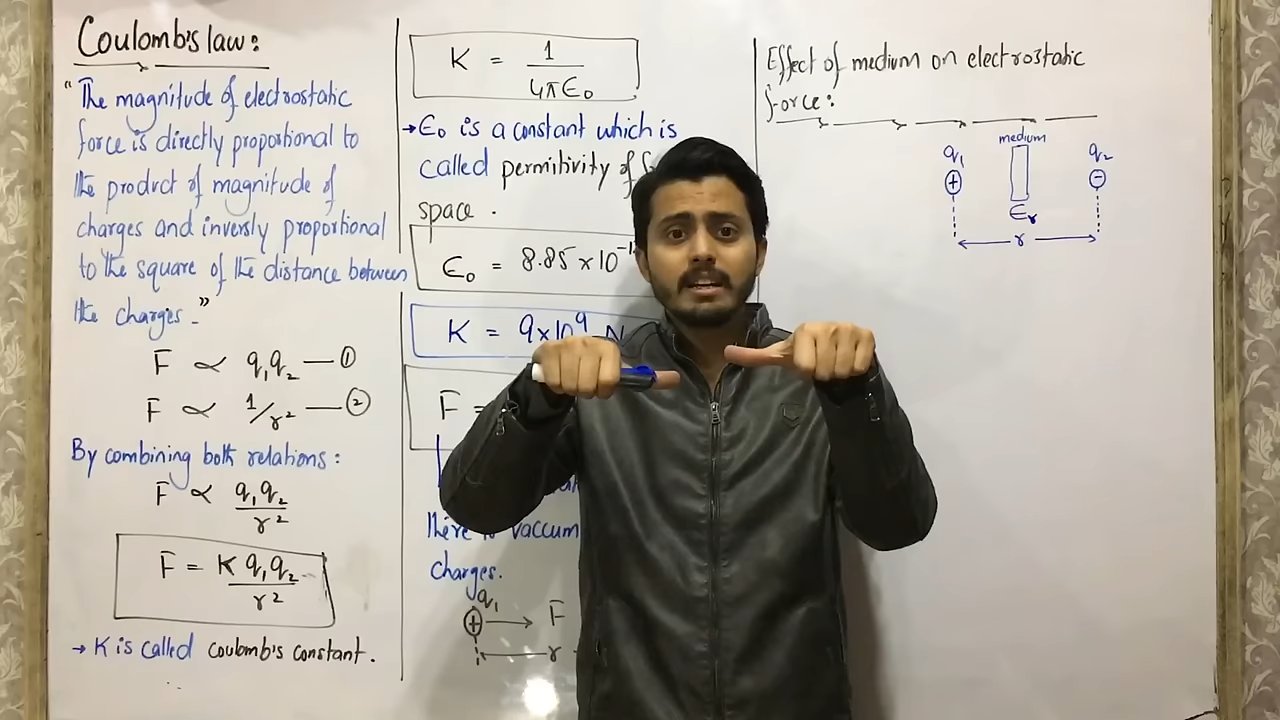 Coulomb's law:
"The magnitude of electrostatic
force is directly proportional to
the product of magnitude of
charges and inversly proportional
to the square of the distance between
the charges."
F ∝ q₁q₂ — ①
F ∝ 1/r² — ②
By combining both relations:
F ∝ q₁q₂/r²
F = K q₁q₂/r²
→ K is called coulomb's constant.
K = 1/4πϵ₀
→ ϵ₀ is a constant which is
called permitivity of
space.
ϵ₀ = 8.85×10⁻¹
K = 9×10⁹ N
F =
there vaccum
charges.
q₁
+ → F
r
Effect of medium on electrostatic
force:
medium
q₁ q₂
+ −
ϵr
r